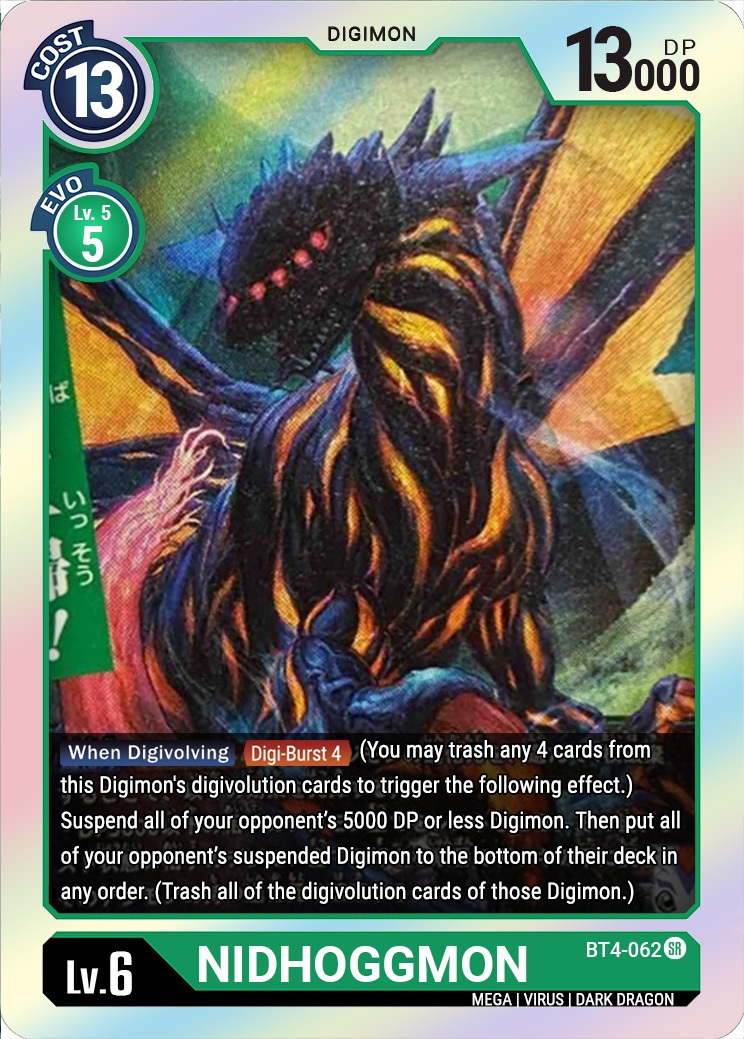 DIGIMON
COST
13
13000
DP
EVO
Lv. 5
5
ば
いっそう
！
When Digivolving Digi-Burst 4 (You may trash any 4 cards from
this Digimon's digivolution cards to trigger the following effect.)
Suspend all of your opponent's 5000 DP or less Digimon. Then put all
of your opponent's suspended Digimon to the bottom of their deck in
any order. (Trash all of the digivolution cards of those Digimon.)
Lv.6
NIDHOGGMON
BT4-062 SR
MEGA | VIRUS | DARK DRAGON